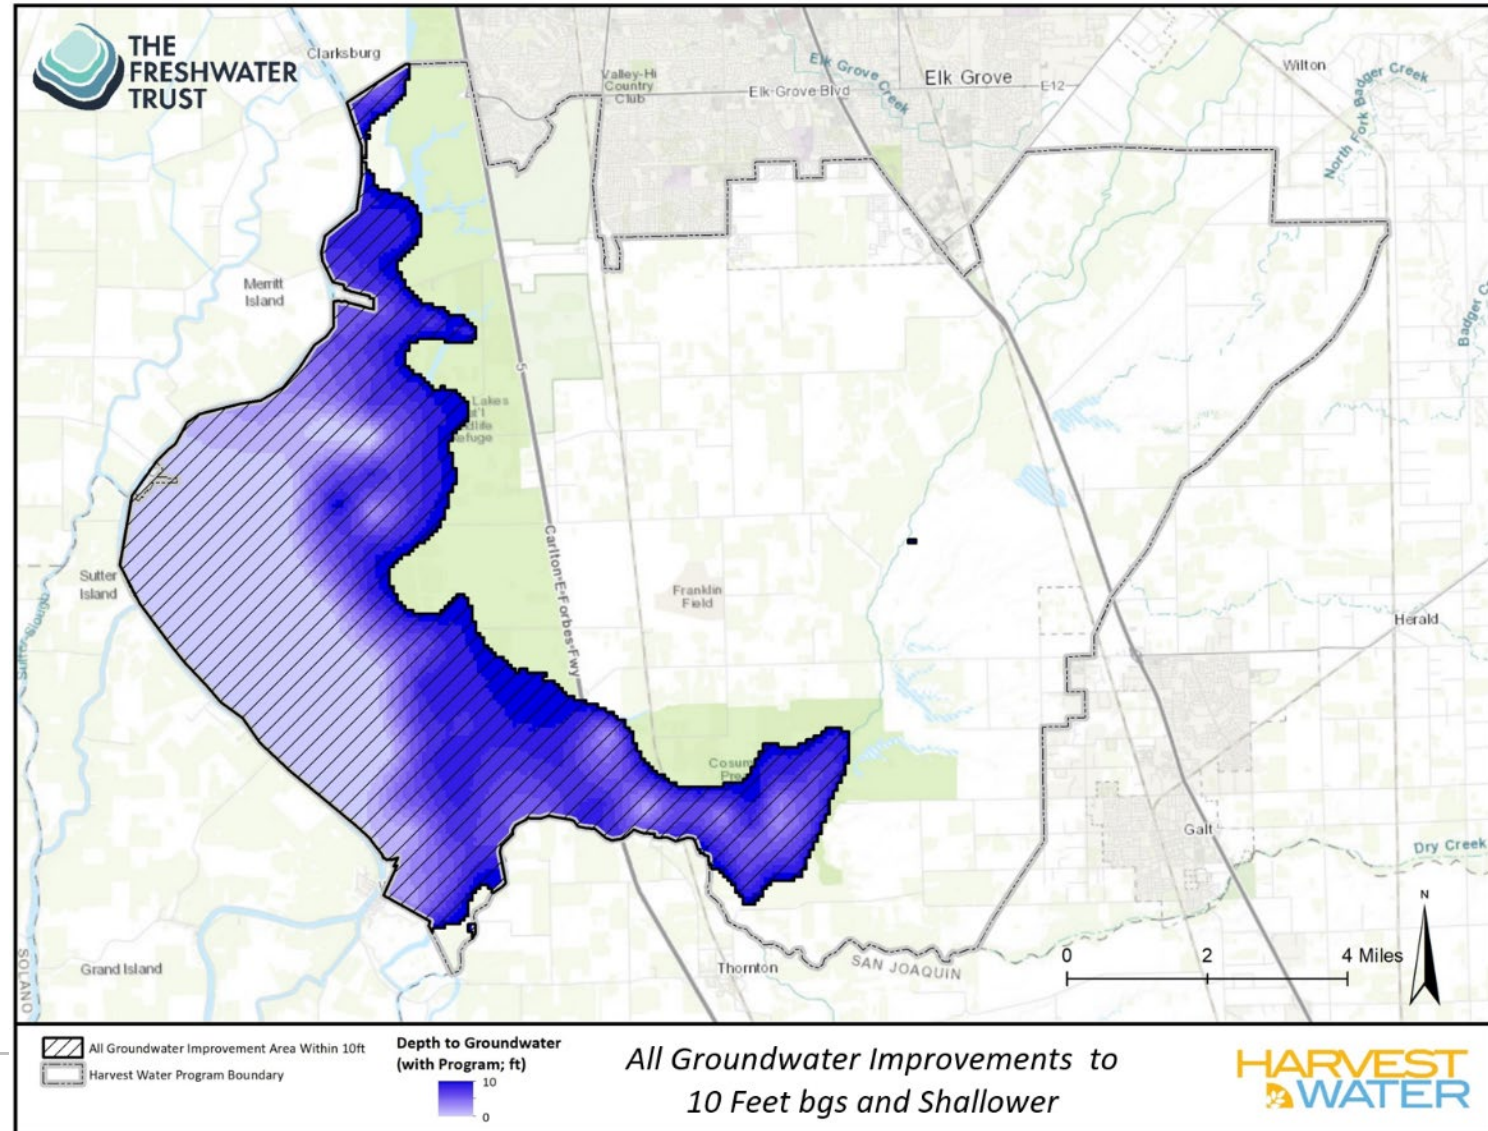 THE
FRESHWATER
TRUST
Clarksburg
Valley-Hi
Country
Club
Elk Grove Creek
Elk-Grove Blvd
Elk Grove
E12
Wilton
North Fork Badger Creek
Merritt
Island
5
Lakes
Badger C
Sutter
Island
Sutter Slough
Carlton-E-Forbes-Fwy
Franklin
Field
Herald
Cosum
Pre
Galt
Dry Creek
Grand Island
SOLANO
Thornton
SAN JOAQUIN
N
0 2 4 Miles
All Groundwater Improvement Area Within 10ft
Harvest Water Program Boundary
Depth to Groundwater
(with Program; ft)
10
0
All Groundwater Improvements to
10 Feet bgs and Shallower
HARVEST
WATER